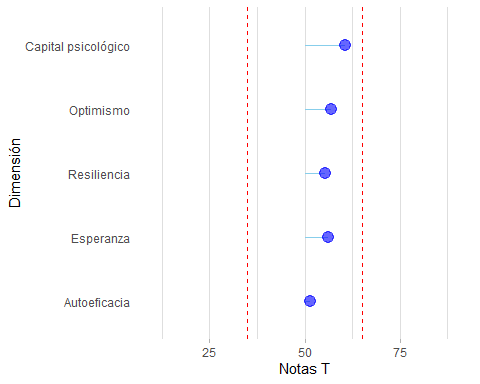 Capital psicológico
Optimismo
Resiliencia
Esperanza
Autoeficacia
Dimensión
25
50
75
Notas T